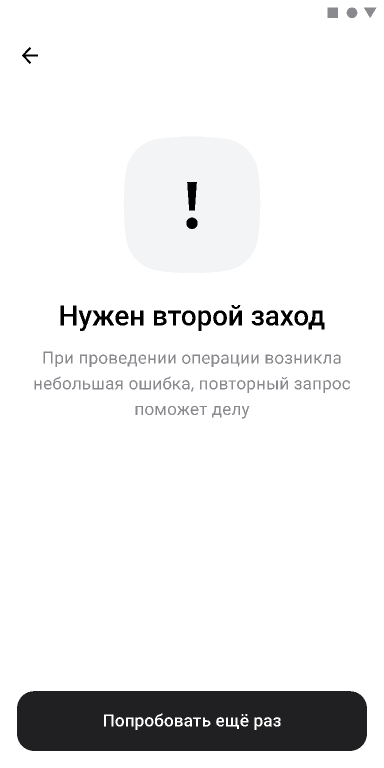 !
Нужен второй заход
При проведении операции возникла
небольшая ошибка, повторный запрос
поможет делу
Попробовать ещё раз